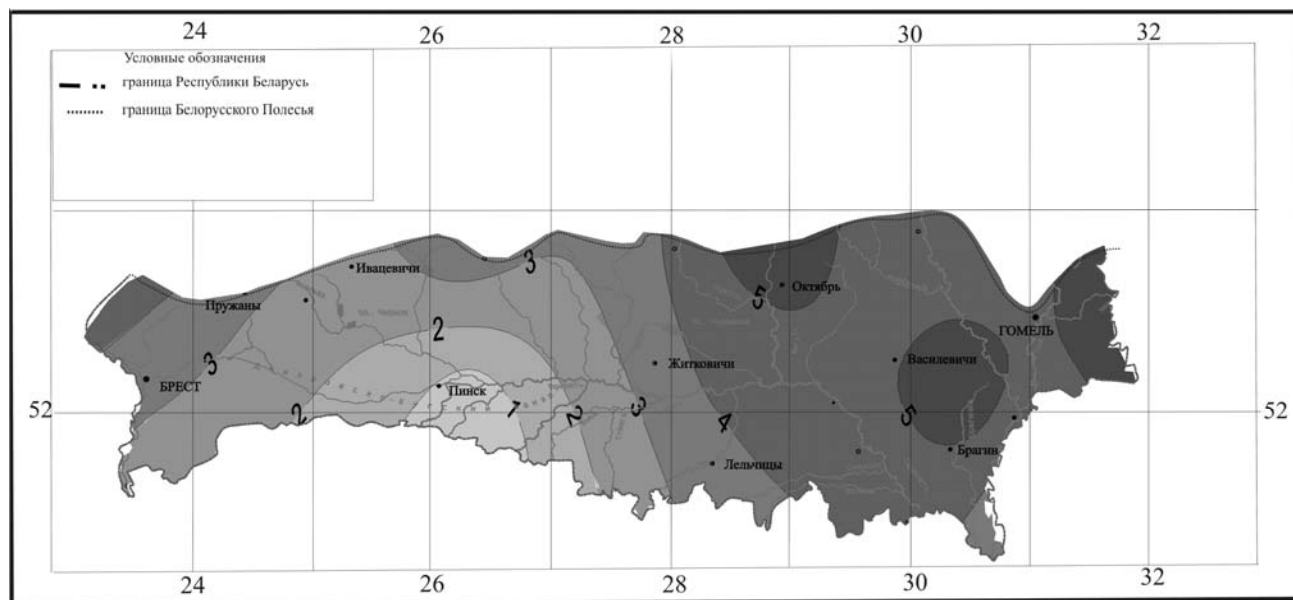 24 26 28 30 32
Условные обозначения
граница Республики Беларусь
граница Белорусского Полесья
Ивацевичи
3
5
Октябрь
Пружаны
ГОМЕЛЬ
2
3
Василевичи
Житковичи
БРЕСТ
Пинск
52
2
1
2
3
4
5
52
Брагин
Лельчицы
24 26 28 30 32